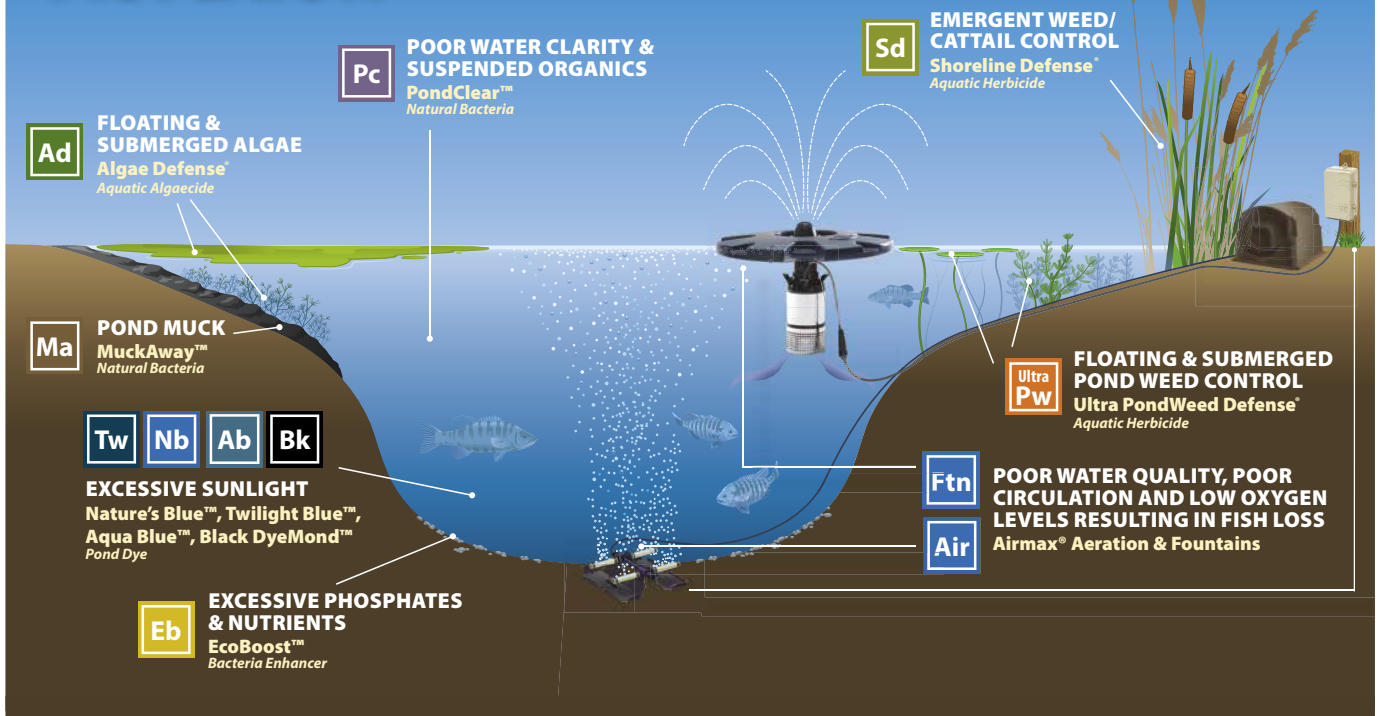 Pc
POOR WATER CLARITY &
SUSPENDED ORGANICS
PondClear™
Natural Bacteria
Sd
EMERGENT WEED/
CATTAIL CONTROL
Shoreline Defense®
Aquatic Herbicide
Ad
FLOATING &
SUBMERGED ALGAE
Algae Defense®
Aquatic Algaecide
Ma
POND MUCK
MuckAway™
Natural Bacteria
Ultra
Pw
FLOATING & SUBMERGED
POND WEED CONTROL
Ultra PondWeed Defense®
Aquatic Herbicide
Tw Nb Ab Bk
EXCESSIVE SUNLIGHT
Nature's Blue™, Twilight Blue™,
Aqua Blue™, Black DyeMond™
Pond Dye
Ftn
Air
POOR WATER QUALITY, POOR
CIRCULATION AND LOW OXYGEN
LEVELS RESULTING IN FISH LOSS
Airmax® Aeration & Fountains
Eb
EXCESSIVE PHOSPHATES
& NUTRIENTS
EcoBoost™
Bacteria Enhancer